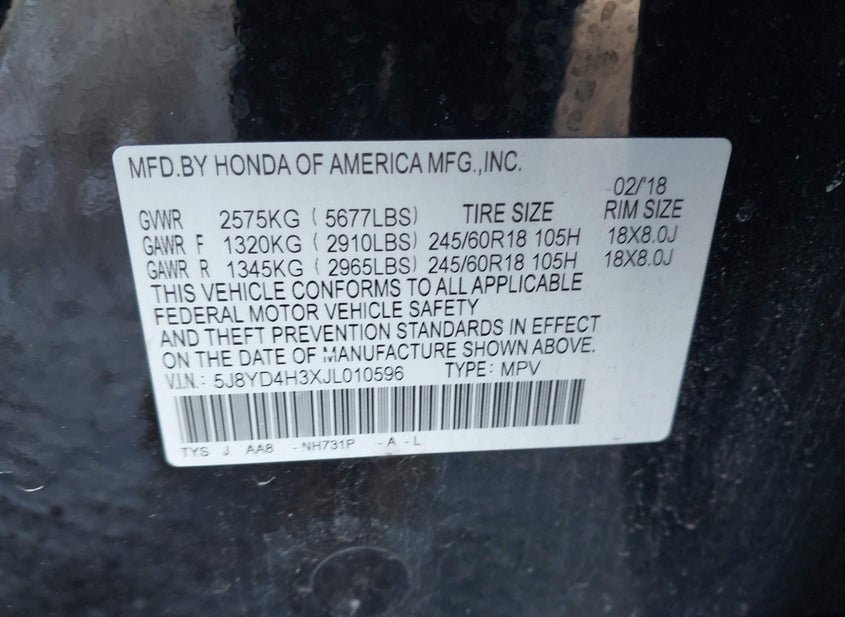 MFD.BY HONDA OF AMERICA MFG.,INC.
02/'18
GVWR 2575KG ( 5677LBS) TIRE SIZE RIM SIZE
GAWR F 1320KG ( 2910LBS) 245/60R18 105H 18X8.0J
GAWR R 1345KG ( 2965LBS) 245/60R18 105H 18X8.0J
THIS VEHICLE CONFORMS TO ALL APPLICABLE
FEDERAL MOTOR VEHICLE SAFETY
AND THEFT PREVENTION STANDARDS IN EFFECT
ON THE DATE OF MANUFACTURE SHOWN ABOVE.
V.I.N.: 5J8YD4H3XJL010596 TYPE: MPV
TYS J AA8 -NH731P -A -L